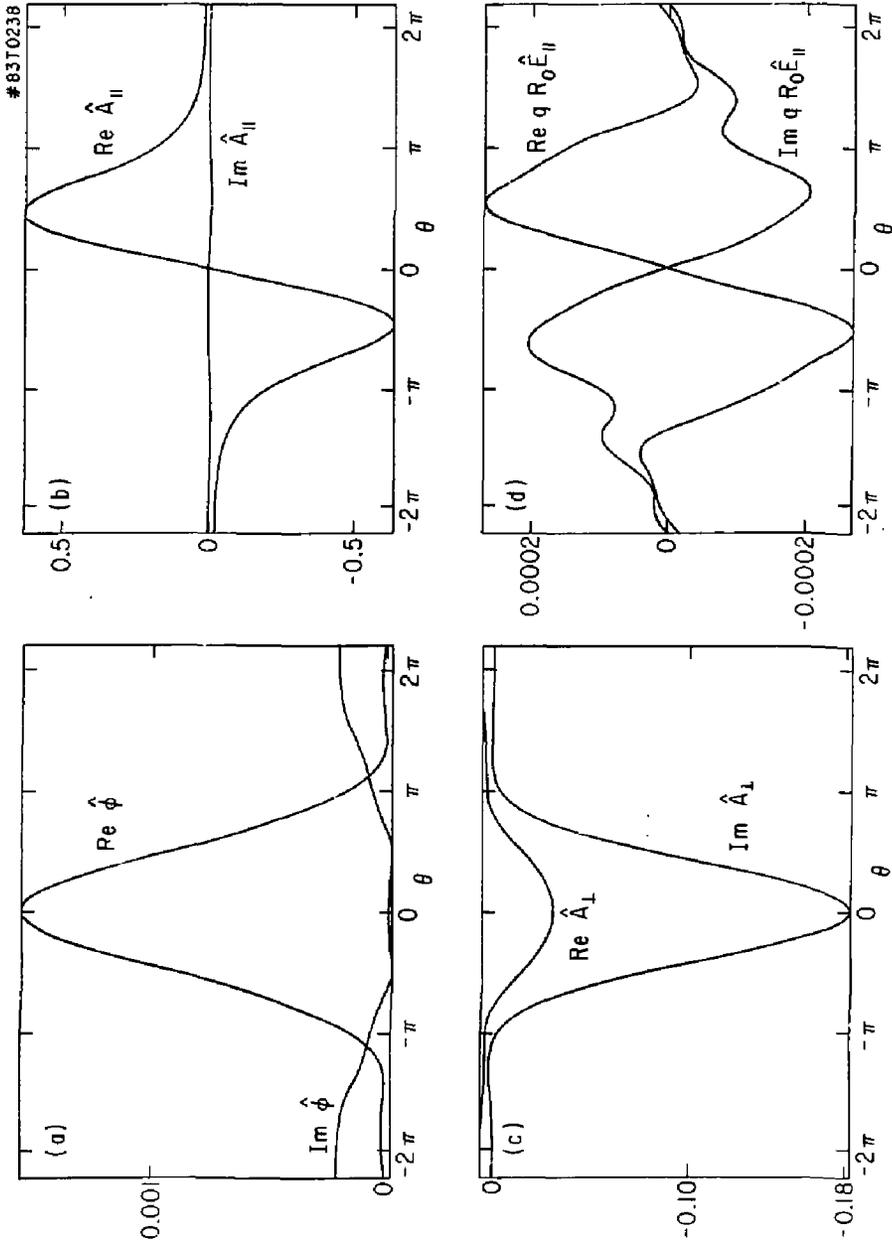 #83T0238
(a)
Re ϕ̂
Im ϕ̂
0.001
0
-2π
-π
0
π
2π
θ
(b)
Re Â∥
Im Â∥
0.5
0
-0.5
-2π
-π
0
π
2π
θ
(c)
Re Â⊥
Im Â⊥
0
-0.10
-0.18
-2π
-π
0
π
2π
θ
(d)
Re q R₀Ê∥
Im q R₀Ê∥
0.0002
0
-0.0002
-2π
-π
0
π
2π
θ